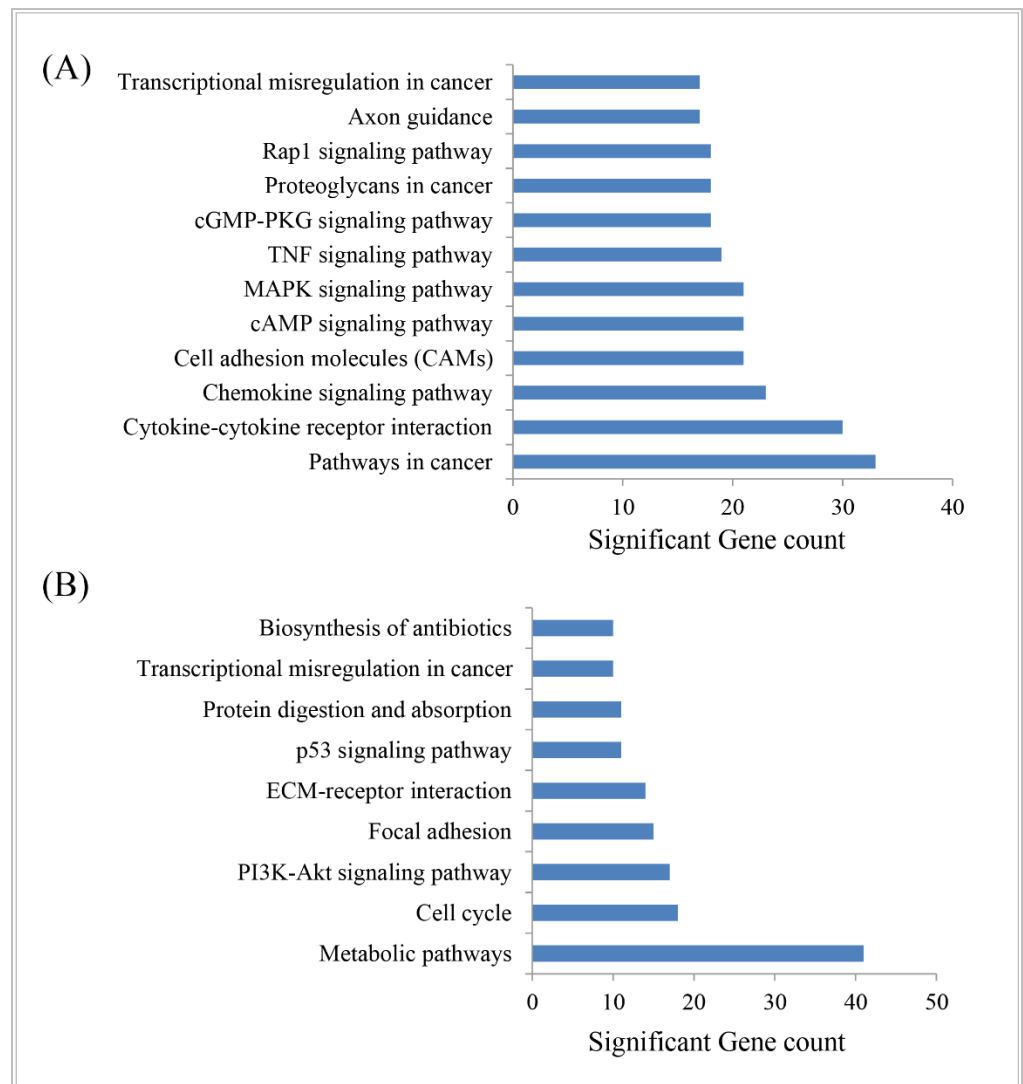 (A)
Transcriptional misregulation in cancer
Axon guidance
Rap1 signaling pathway
Proteoglycans in cancer
cGMP-PKG signaling pathway
TNF signaling pathway
MAPK signaling pathway
cAMP signaling pathway
Cell adhesion molecules (CAMs)
Chemokine signaling pathway
Cytokine-cytokine receptor interaction
Pathways in cancer
0 10 20 30 40
Significant Gene count
(B)
Biosynthesis of antibiotics
Transcriptional misregulation in cancer
Protein digestion and absorption
p53 signaling pathway
ECM-receptor interaction
Focal adhesion
PI3K-Akt signaling pathway
Cell cycle
Metabolic pathways
0 10 20 30 40 50
Significant Gene count